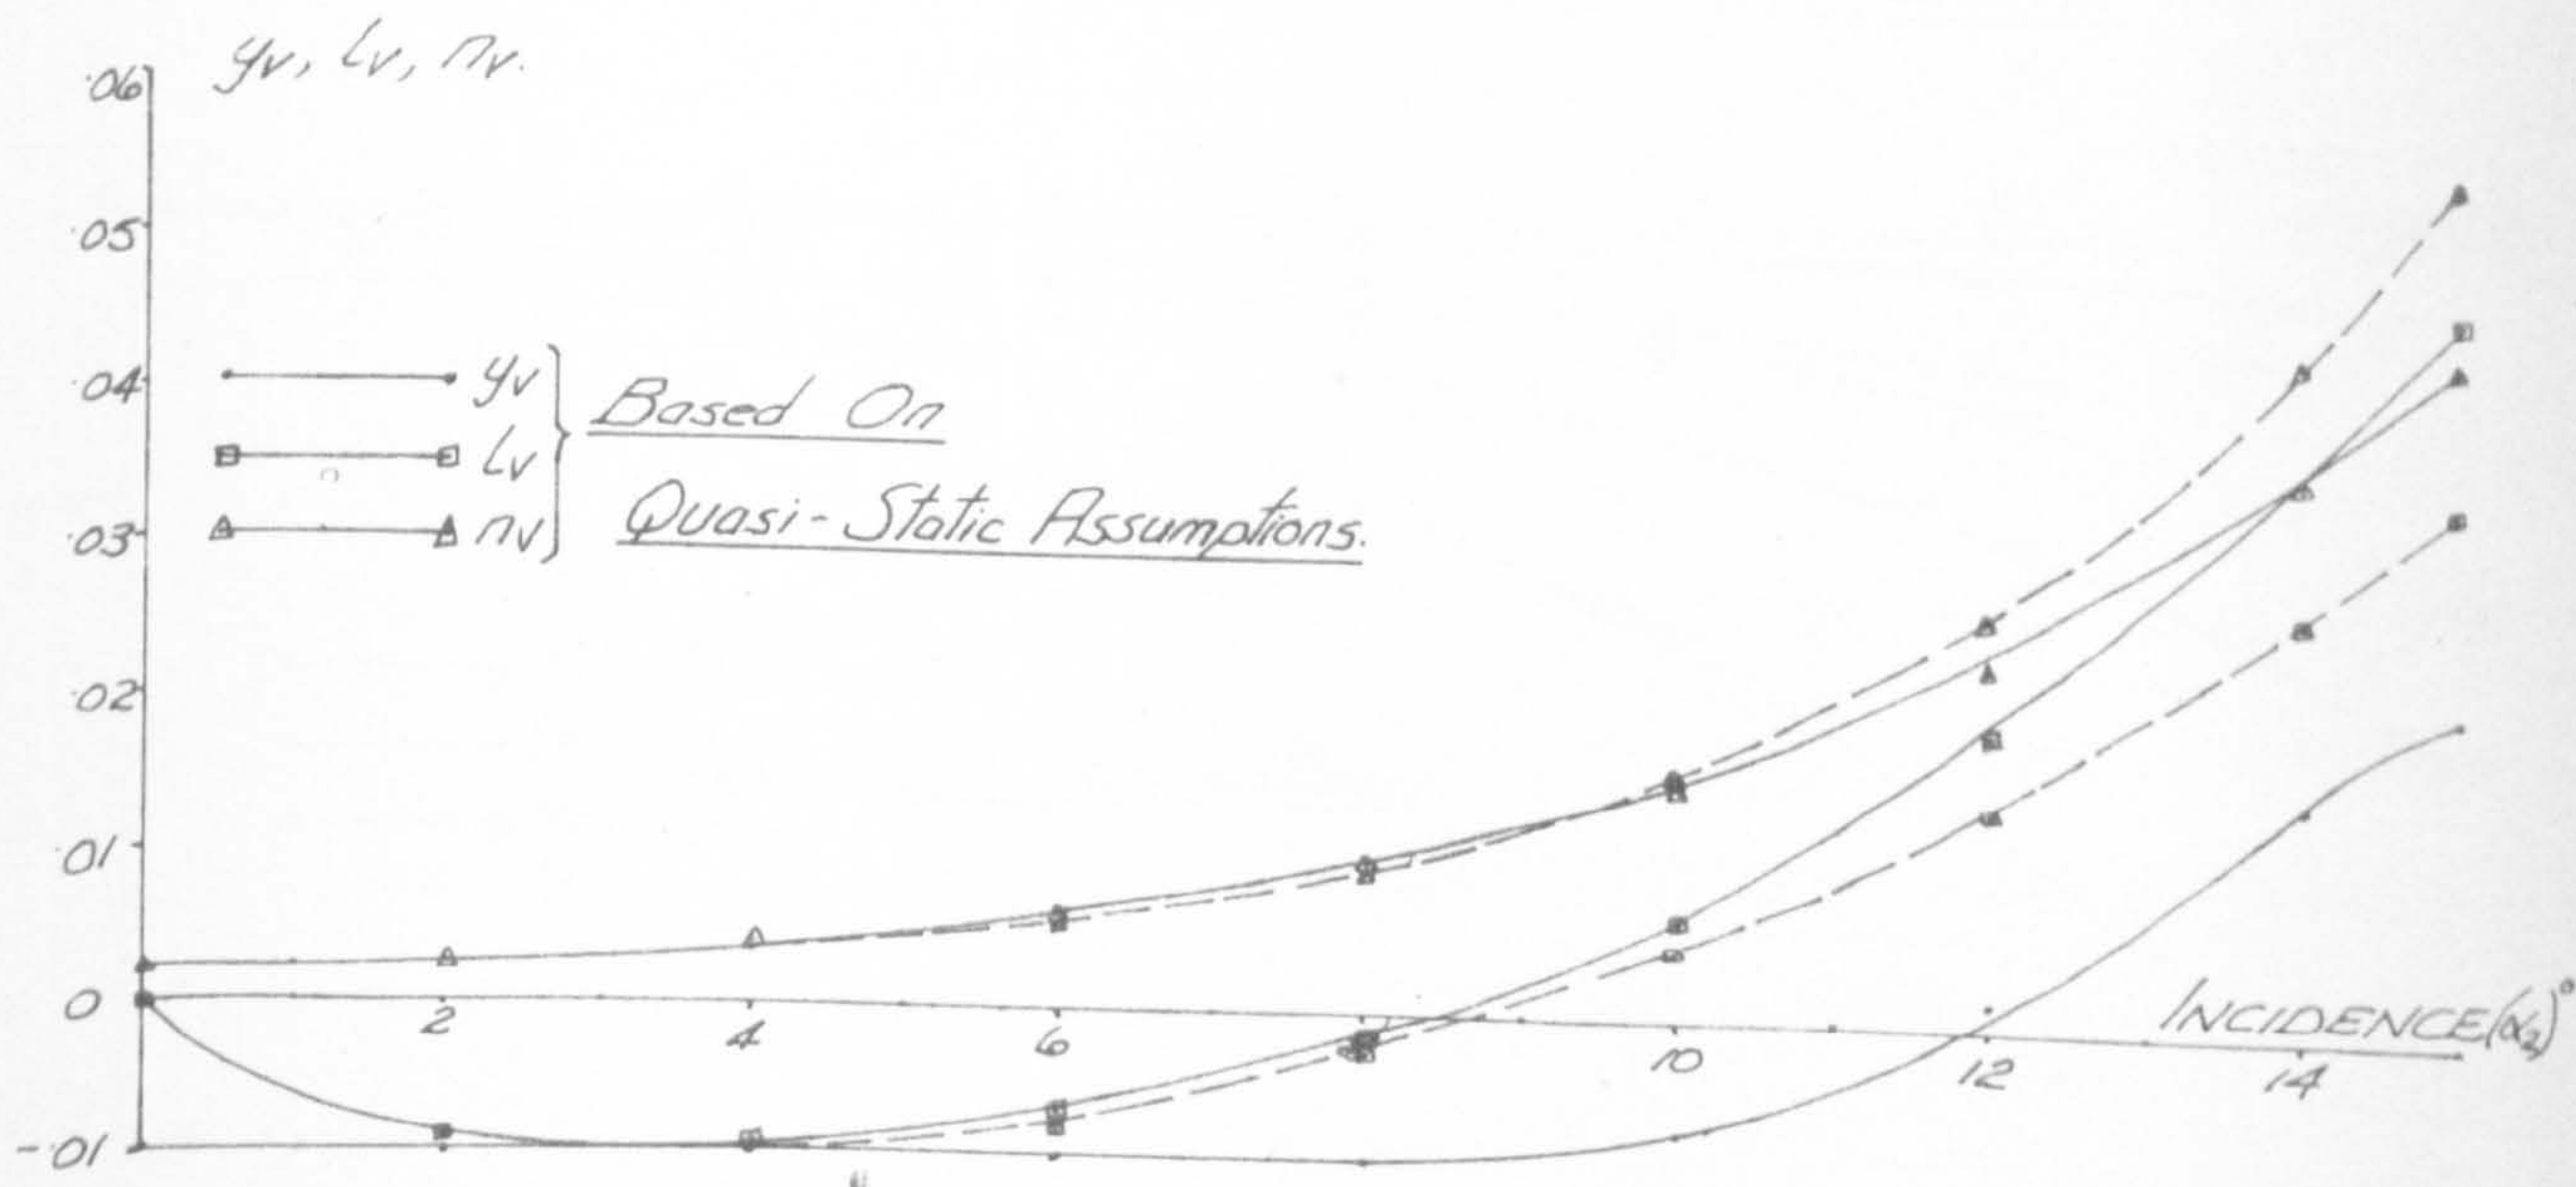 yv, lv, nv.
.06
.05
.04
.03
.02
.01
0
-.01
yv
lv
nv
Based On
Quasi-Static Assumptions.
2
4
6
10
12
14
INCIDENCE (α2)°